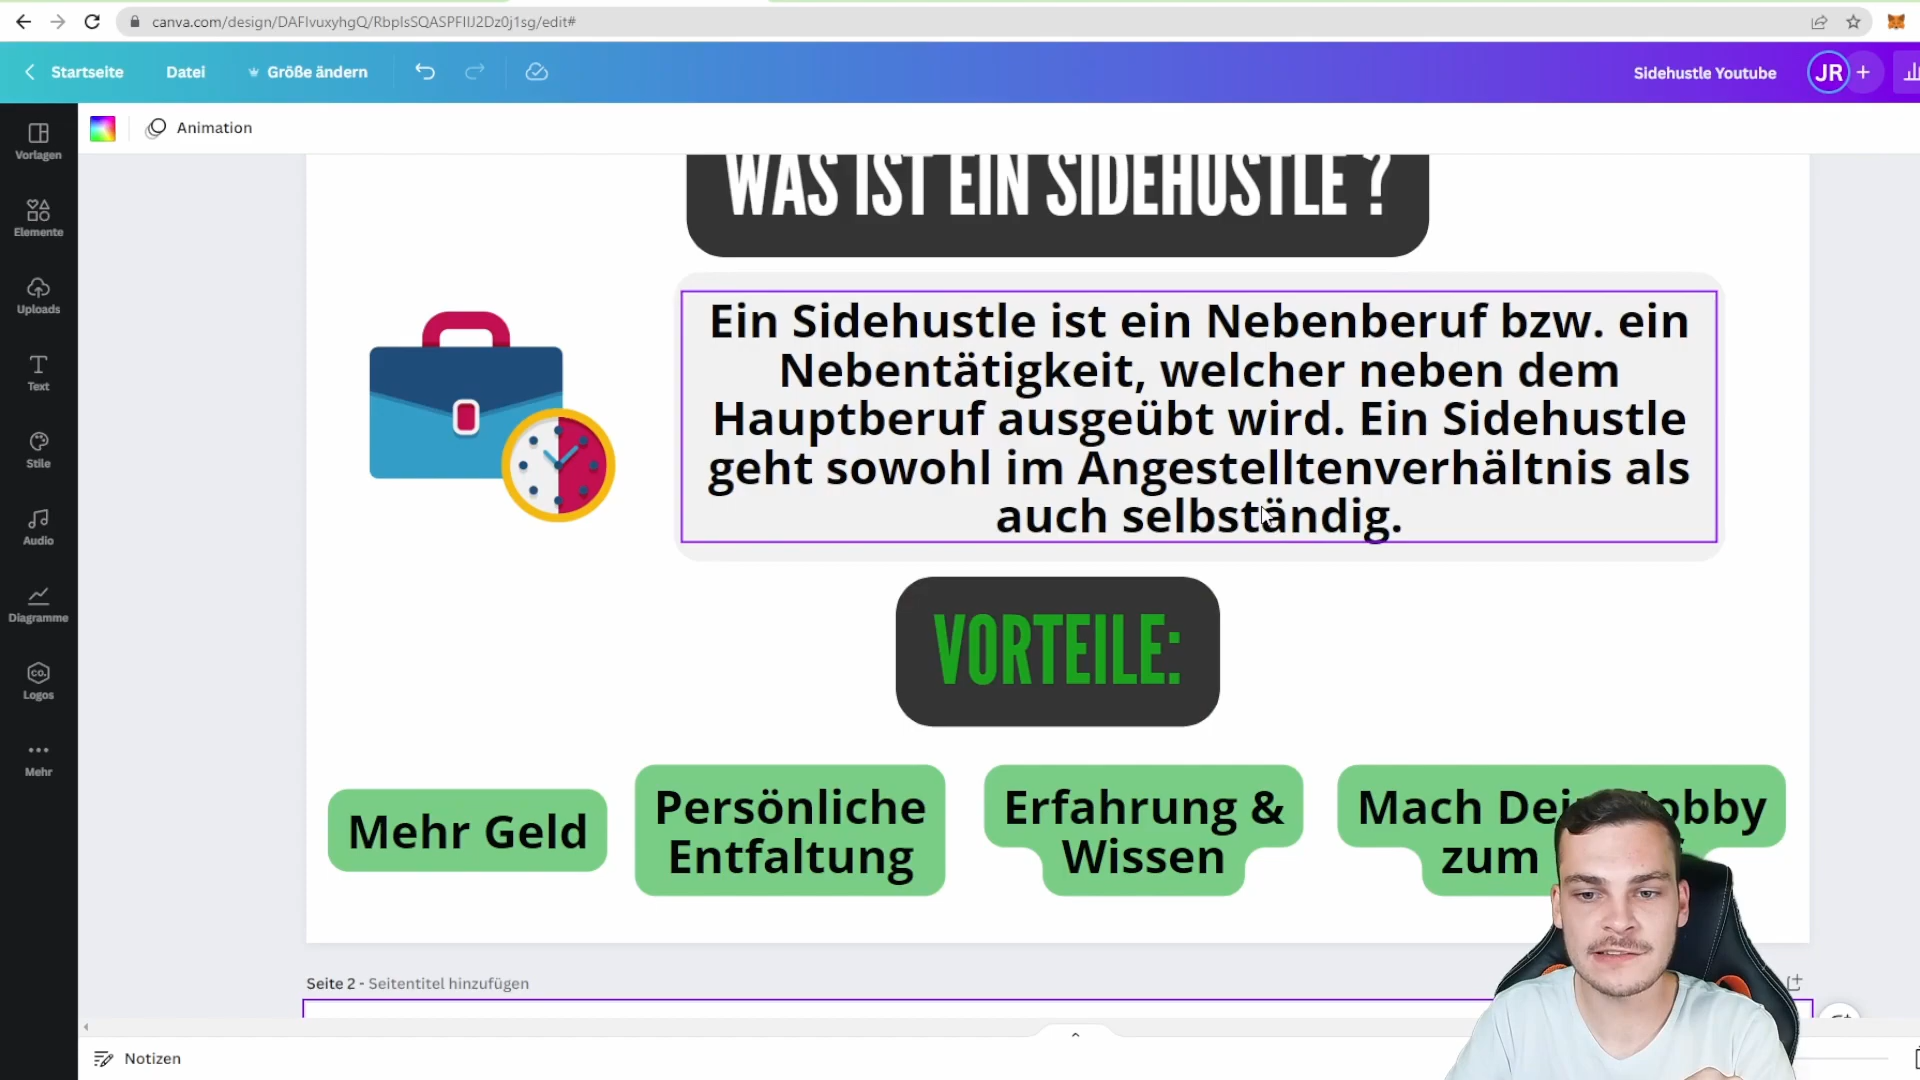 canva.com/design/DAFlvuxyhgQ/RbplsSQASPFIIJ2Dz0j1sg/edit#
Startseite
Datei
Größe ändern
Sidehustle Youtube
JR
Animation
Vorlagen
Elemente
Uploads
Text
Stile
Audio
Diagramme
CO.
Logos
Mehr
WAS IST EIN SIDEHUSTLE ?
Ein Sidehustle ist ein Nebenberuf bzw. ein
Nebentätigkeit, welcher neben dem
Hauptberuf ausgeübt wird. Ein Sidehustle
geht sowohl im Angestelltenverhältnis als
auch selbständig.
VORTEILE:
Mehr Geld
Persönliche
Entfaltung
Erfahrung &
Wissen
Mach
zum
Seite 2 - Seitentitel hinzufügen
Notizen